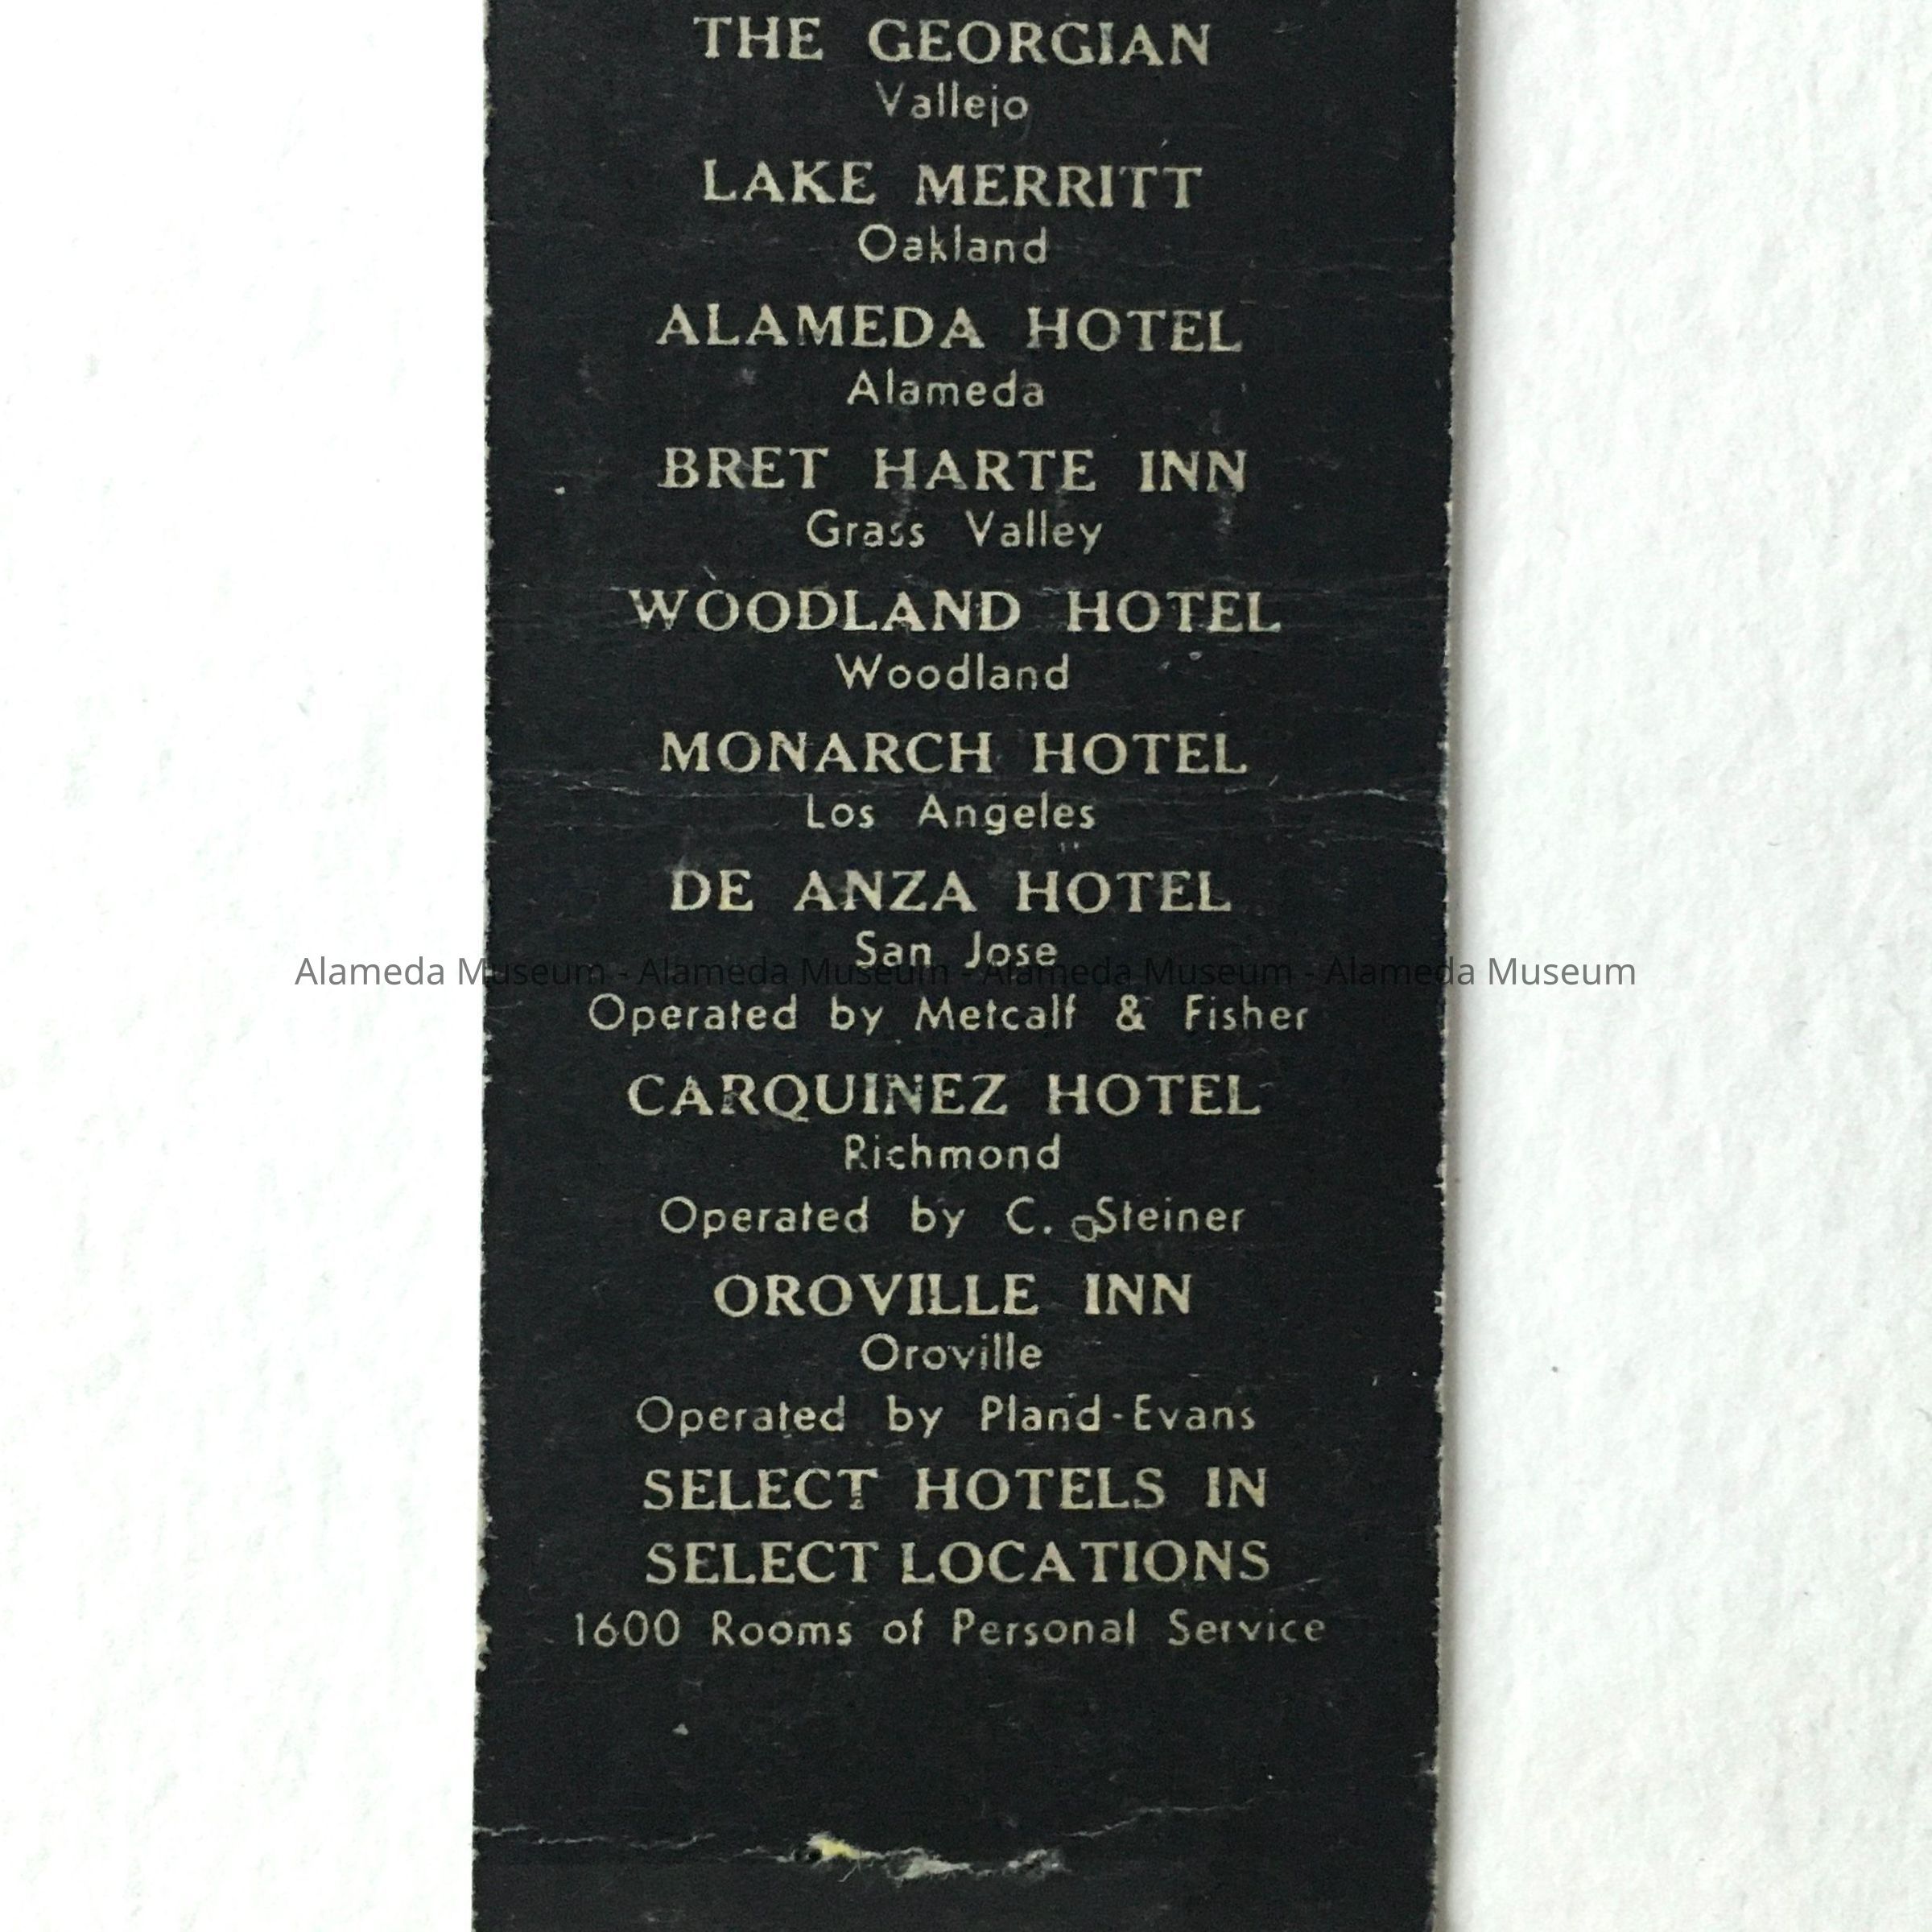 THE GEORGIAN
Vallejo
LAKE MERRITT
Oakland
ALAMEDA HOTEL
Alameda
BRET HARTE INN
Grass Valley
WOODLAND HOTEL
Woodland
MONARCH HOTEL
Los Angeles
DE ANZA HOTEL
San Jose
Alameda Museum - Alameda Museum - Alameda Museum - Alameda Museum
Operated by Metcalf & Fisher
CARQUINEZ HOTEL
Richmond
Operated by C. Steiner
OROVILLE INN
Oroville
Operated by Pland-Evans
SELECT HOTELS IN
SELECT LOCATIONS
1600 Rooms of Personal Service